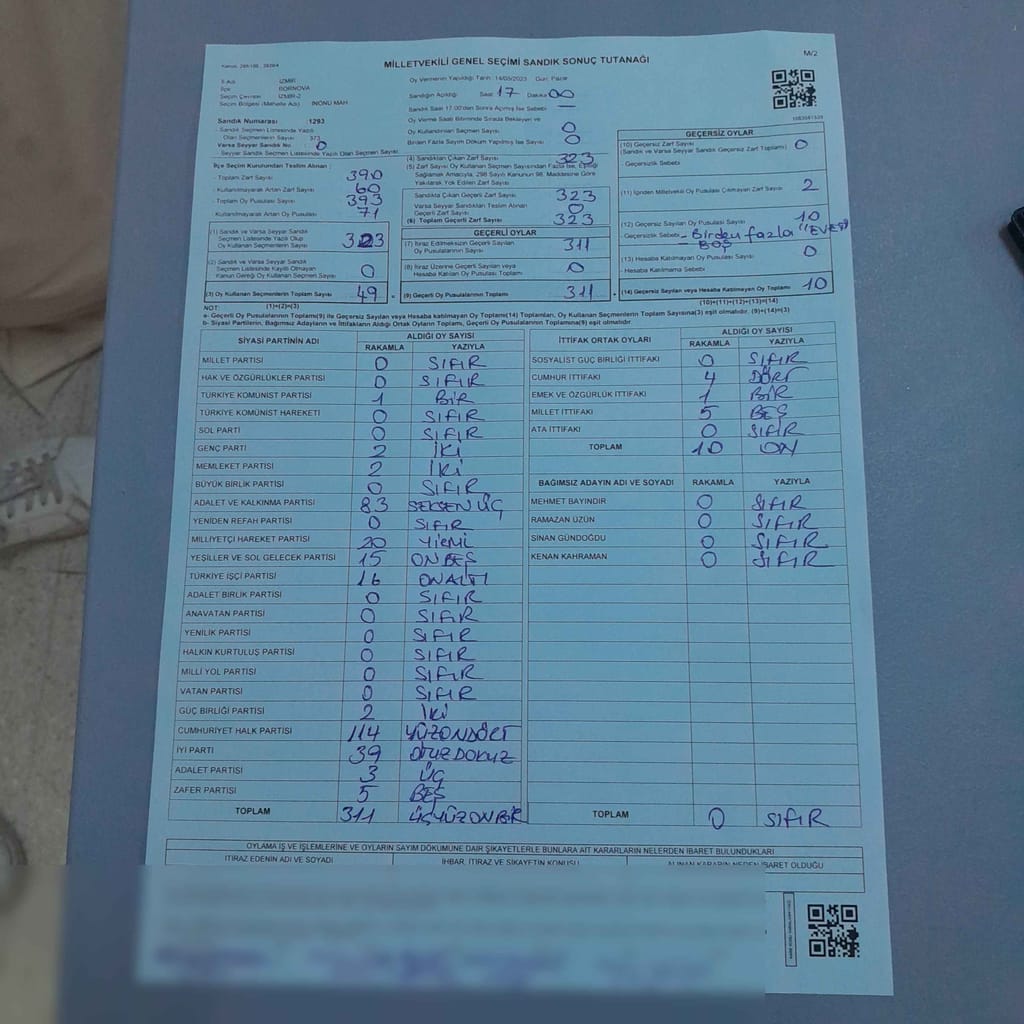 Kanun: 298-105, 2839/4
MİLLETVEKİLİ GENEL SEÇİMİ SANDIK SONUÇ TUTANAĞI
M/2
İl Adı : İZMİR
İlçe : BORNOVA
Seçim Çevresi : İZMİR-2
Seçim Bölgesi (Mahalle Adı) : İNÖNÜ MAH.
Oy Vermenin Yapıldığı Tarih : 14/05/2023 Gün: Pazar
Sandığın Açıldığı Saat 17 Dakika 00
Sandık Saat 17:00'den Sonra Açılmış İse Sebebi : —
Sandık Numarası : 1293
- Sandık Seçmen Listesinde Yazılı
Olan Seçmenlerin Sayısı : 373
Varsa Seyyar Sandık No : 0
- Seyyar Sandık Seçmen Listesinde Yazılı Olan Seçmen Sayısı
Oy Verme Saati Bitiminde Sırada Bekleyen ve
Oy Kullandırılan Seçmen Sayısı 0
Birden Fazla Sayım Döküm Yapılmış İse Sayısı 0
İlçe Seçim Kurulundan Teslim Alınan :
- Toplam Zarf Sayısı 390
- Kullanılmayarak Artan Zarf Sayısı 60
- Toplam Oy Pusulası Sayısı 393
- Kullanılmayarak Artan Oy Pusulası Sayısı 71
(1) Sandık ve Varsa Seyyar Sandık
Seçmen Listesinde Yazılı Olup
Oy Kullanan Seçmenlerin Sayısı 323
(2) Sandık ve Varsa Seyyar Sandık
Seçmen Listesinde Kayıtlı Olmayan
Kanun Gereği Oy Kullanan Seçmenlerin Sayısı 0
(3) Oy Kullanan Seçmenlerin Toplam Sayısı 49
(1)+(2)=(3)
(4) Sandıktan Çıkan Zarf Sayısı 323
(5) Zarf Sayısı Oy Kullanan Seçmen Sayısından Fazla İse, Eşitliği
Sağlamak Amacıyla, 298 Sayılı Kanunun 98. Maddesine Göre
Yakılarak Yok Edilen Zarf Sayısı
Sandıkta Çıkan Geçerli Zarf Sayısı 323
Varsa Seyyar Sandıktan Teslim Alınan
Geçerli Zarf Sayısı 0
(6) Toplam Geçerli Zarf Sayısı 323
GEÇERLİ OYLAR
(7) İtiraz Edilmeksizin Geçerli Sayılan
Oy Pusulalarının Sayısı 311
(8) İtiraz Üzerine Geçerli Sayılan veya
Hesaba Katılan Oy Pusulası Toplamı 0
(9) Geçerli Oy Pusulalarının Toplamı 311
GEÇERSİZ OYLAR
(10) Geçersiz Zarf Sayısı 0
(Sandık ve Varsa Seyyar Sandık Geçersiz Zarf Toplamı)
Geçersizlik Sebebi
(11) İçinden Milletvekili Oy Pusulası Çıkmayan Zarf Sayısı 2
(12) Geçersiz Sayılan Oy Pusulası Sayısı 10
Geçersizlik Sebebi - Birden fazla "EVET"
BOŞ
(13) Hesaba Katılmayan Oy Pusulası Sayısı 0
Hesaba Katılmama Sebebi
(14) Geçersiz Sayılan veya Hesaba Katılmayan Oy Toplamı 10
(10)+(11)+(12)+(13)=(14)
NOT:
a- Geçerli Oy Pusulalarının Toplamı(9) ile Geçersiz Sayılan veya Hesaba katılmayan Oy Toplamı(14) Toplamları, Oy Kullanan Seçmenlerin Toplam Sayısına(3) eşit olmalıdır. (9)+(14)=(3)
b- Siyasi Partilerin, Bağımsız Adayların ve İttifakların Aldığı Ortak Oyların Toplamı, Geçerli Oy Pusulalarının Toplamına(9) eşit olmalıdır.
SİYASİ PARTİNİN ADI ALDIĞI OY SAYISI
RAKAMLA YAZIYLA
MİLLET PARTİSİ 0 SIFIR
HAK VE ÖZGÜRLÜKLER PARTİSİ 0 SIFIR
TÜRKİYE KOMÜNİST PARTİSİ 1 BİR
TÜRKİYE KOMÜNİST HAREKETİ 0 SIFIR
SOL PARTİ 0 SIFIR
GENÇ PARTİ 2 İKİ
MEMLEKET PARTİSİ 2 İKİ
BÜYÜK BİRLİK PARTİSİ 0 SIFIR
ADALET VE KALKINMA PARTİSİ 83 SEKSEN ÜÇ
YENİDEN REFAH PARTİSİ 0 SIFIR
MİLLİYETÇİ HAREKET PARTİSİ 20 YİRMİ
YEŞİLLER VE SOL GELECEK PARTİSİ 15 ONBEŞ
TÜRKİYE İŞÇİ PARTİSİ 16 ONALTI
ADALET BİRLİK PARTİSİ 0 SIFIR
ANAVATAN PARTİSİ 0 SIFIR
YENİLİK PARTİSİ 0 SIFIR
HALKIN KURTULUŞ PARTİSİ 0 SIFIR
MİLLİ YOL PARTİSİ 0 SIFIR
VATAN PARTİSİ 0 SIFIR
GÜÇ BİRLİĞİ PARTİSİ 2 İKİ
CUMHURİYET HALK PARTİSİ 114 YÜZONDÖRT
İYİ PARTİ 39 OTUZDOKUZ
ADALET PARTİSİ 3 ÜÇ
ZAFER PARTİSİ 5 BEŞ
TOPLAM 311 ÜÇYÜZONBİR
İTTİFAK ORTAK OYLARI ALDIĞI OY SAYISI
RAKAMLA YAZIYLA
SOSYALİST GÜÇ BİRLİĞİ İTTİFAKI 0 SIFIR
CUMHUR İTTİFAKI 4 DÖRT
EMEK VE ÖZGÜRLÜK İTTİFAKI 1 BİR
MİLLET İTTİFAKI 5 BEŞ
ATA İTTİFAKI 0 SIFIR
TOPLAM 10 ON
BAĞIMSIZ ADAYIN ADI VE SOYADI RAKAMLA YAZIYLA
MEHMET BAYINDIR 0 SIFIR
RAMAZAN UZUN 0 SIFIR
SİNAN GÜNDOĞDU 0 SIFIR
KENAN KAHRAMAN 0 SIFIR
TOPLAM 0 SIFIR
OYLAMA İŞ VE İŞLEMLERİNE VE OYLARIN SAYIM DÖKÜMÜNE DAİR ŞİKAYETLERLE BUNLARA AİT KARARLARIN NELERDEN İBARET BULUNDUKLARI
İTİRAZ EDENİN ADI VE SOYADI İHBAR, İTİRAZ VE ŞİKAYETİN KONUSU ALINAN KARARIN NEDEN İBARET OLDUĞU